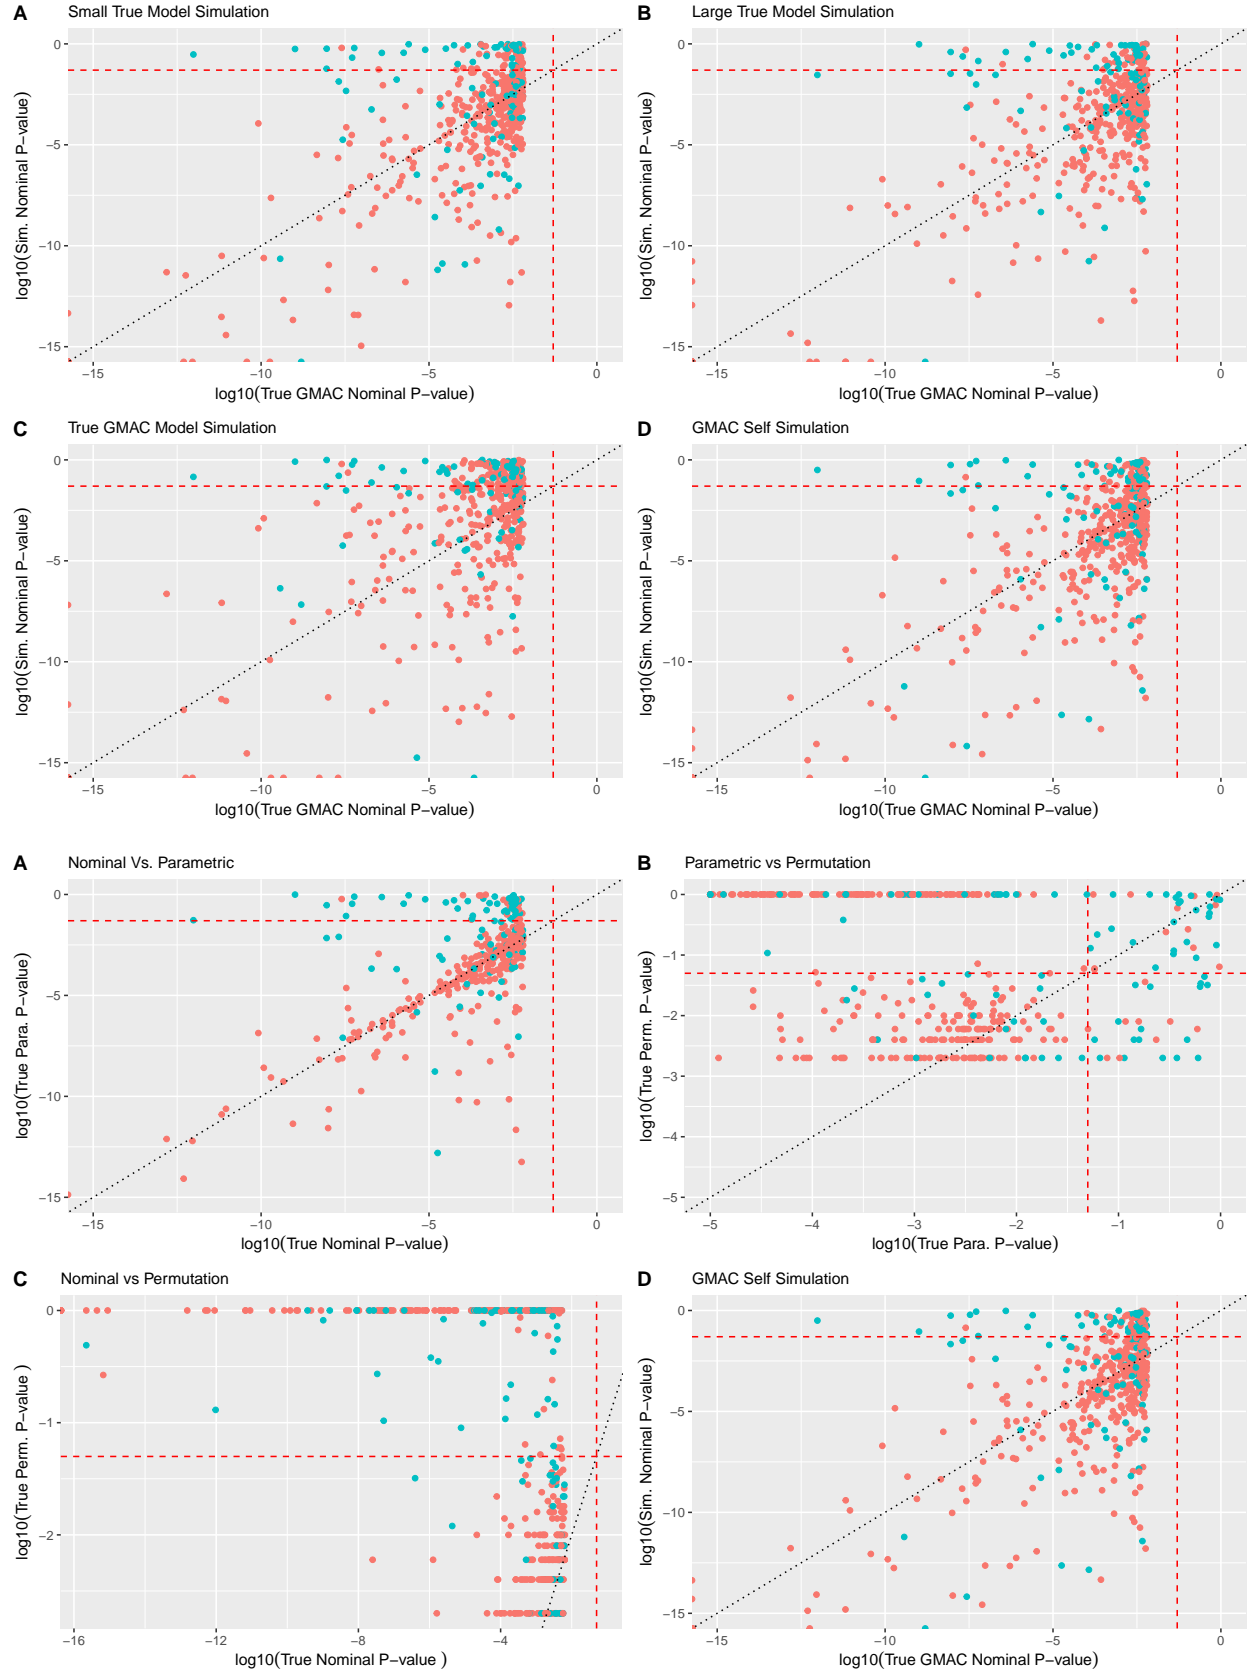 A Small True Model Simulation
0
−5
−10
−15
log10(Sim. Nominal P−value)
−15 −10 −5 0
log10(True GMAC Nominal P−value)
B Large True Model Simulation
0
−5
−10
−15
log10(Sim. Nominal P−value)
−15 −10 −5 0
log10(True GMAC Nominal P−value)
C True GMAC Model Simulation
0
−5
−10
−15
log10(Sim. Nominal P−value)
−15 −10 −5 0
log10(True GMAC Nominal P−value)
D GMAC Self Simulation
0
−5
−10
−15
log10(Sim. Nominal P−value)
−15 −10 −5 0
log10(True GMAC Nominal P−value)
A Nominal Vs. Parametric
0
−5
−10
−15
log10(True Para. P−value)
−15 −10 −5 0
log10(True Nominal P−value)
B Parametric vs Permutation
0
−1
−2
−3
−4
−5
log10(True Perm. P−value)
−5 −4 −3 −2 −1 0
log10(True Para. P−value)
C Nominal vs Permutation
0
−1
−2
log10(True Perm. P−value )
−16 −12 −8 −4
log10(True Nominal P−value )
D GMAC Self Simulation
0
−5
−10
−15
log10(Sim. Nominal P−value)
−15 −10 −5 0
log10(True GMAC Nominal P−value)